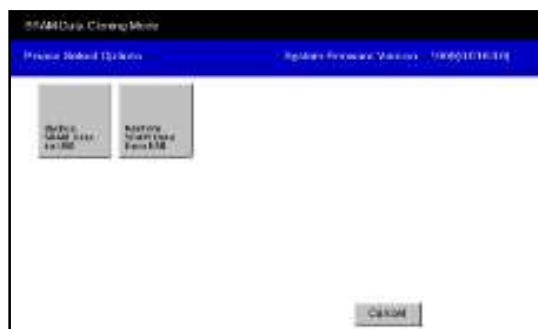 SRAM Data Cloning Mode
Please Select Options
System Firmware Version
Backup
SRAM Data
to USB
Restore
SRAM Data
from USB
Cancel